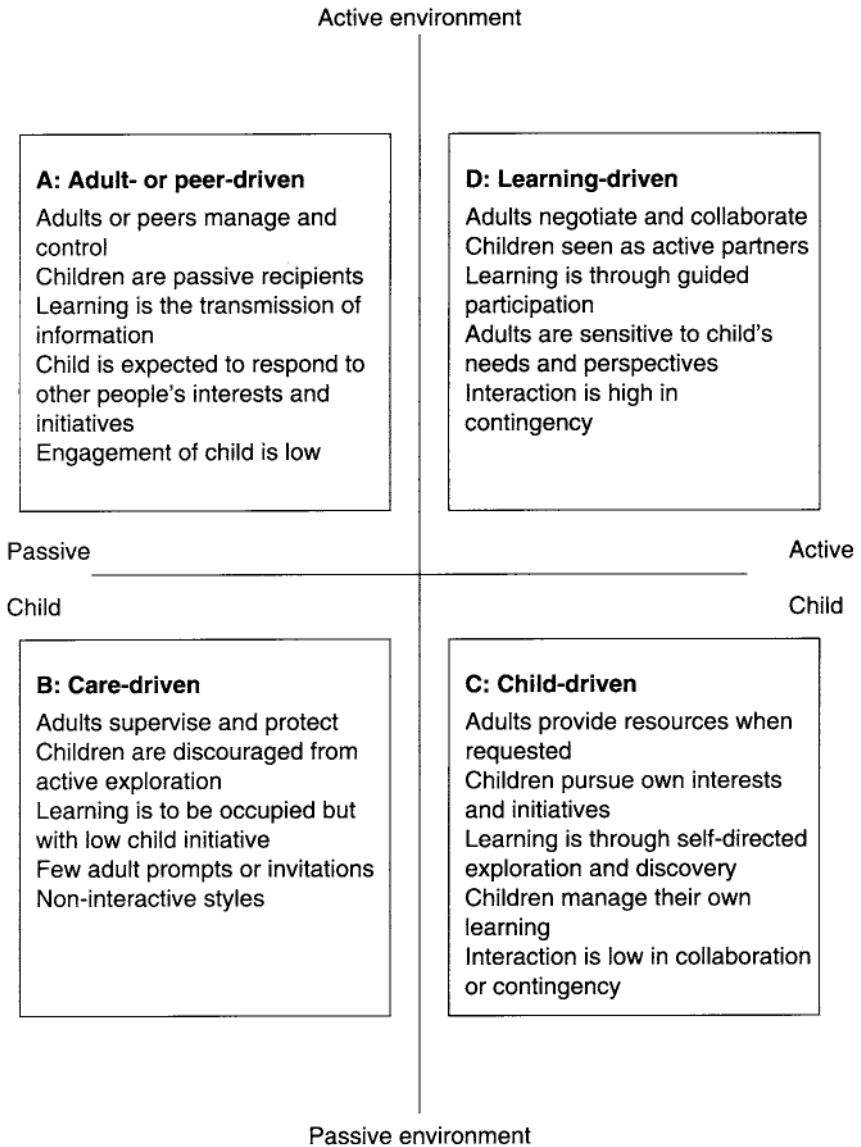 Active environment
A: Adult- or peer-driven
Adults or peers manage and
control
Children are passive recipients
Learning is the transmission of
information
Child is expected to respond to
other people's interests and
initiatives
Engagement of child is low
D: Learning-driven
Adults negotiate and collaborate
Children seen as active partners
Learning is through guided
participation
Adults are sensitive to child's
needs and perspectives
Interaction is high in
contingency
Passive
Active
Child
Child
B: Care-driven
Adults supervise and protect
Children are discouraged from
active exploration
Learning is to be occupied but
with low child initiative
Few adult prompts or invitations
Non-interactive styles
C: Child-driven
Adults provide resources when
requested
Children pursue own interests
and initiatives
Learning is through self-directed
exploration and discovery
Children manage their own
learning
Interaction is low in collaboration
or contingency
Passive environment